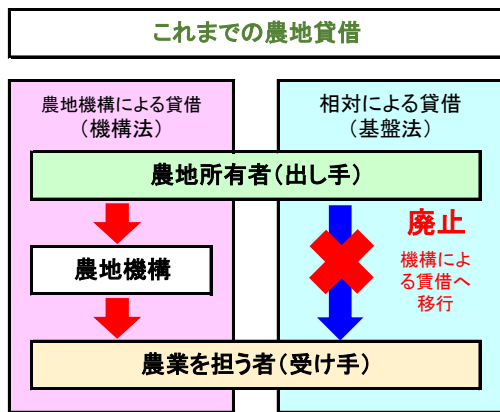 これまでの農地貸借
農地機構による貸借
（機構法）
相対による貸借
（基盤法）
農地所有者（出し手）
廃止
機構によ
る賃借へ
移行
農地機構
農業を担う者（受け手）